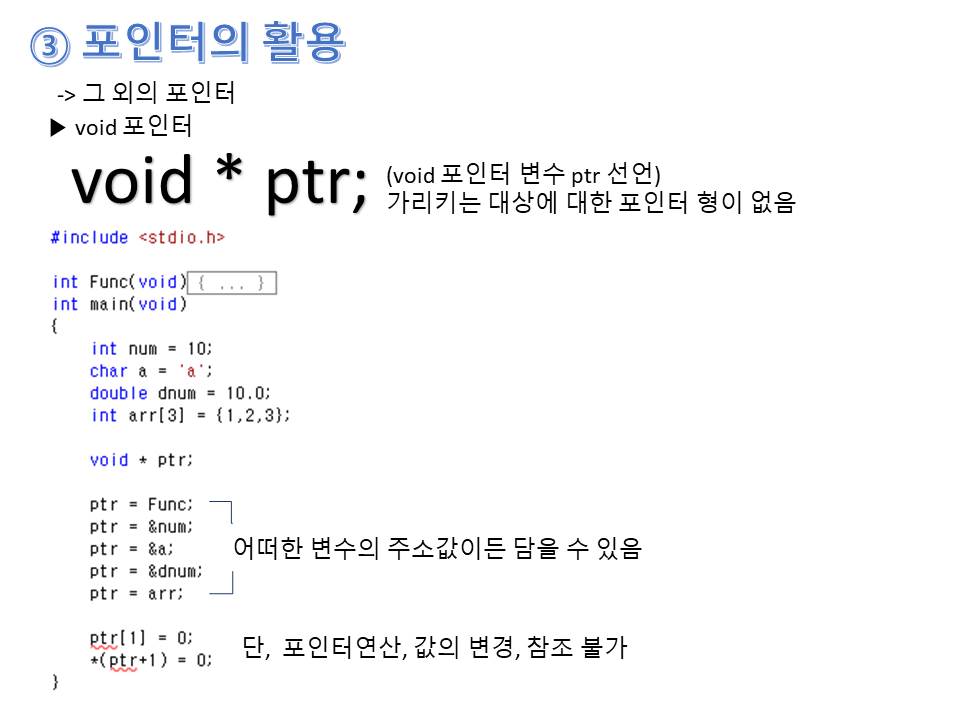 ③ 포인터의 활용
-> 그 외의 포인터
▶ void 포인터
void * ptr; (void 포인터 변수 ptr 선언)
가리키는 대상에 대한 포인터 형이 없음
#include <stdio.h>
int Func(void){ ... }
int main(void)
{
int num = 10;
char a = 'a';
double dnum = 10.0;
int arr[3] = {1,2,3};
void * ptr;
ptr = Func;
ptr = &num;
ptr = &a;
어떠한 변수의 주소값이든 담을 수 있음
ptr = &dnum;
ptr = arr;
ptr[1] = 0;
*(ptr+1) = 0;
단, 포인터연산, 값의 변경, 참조 불가
}